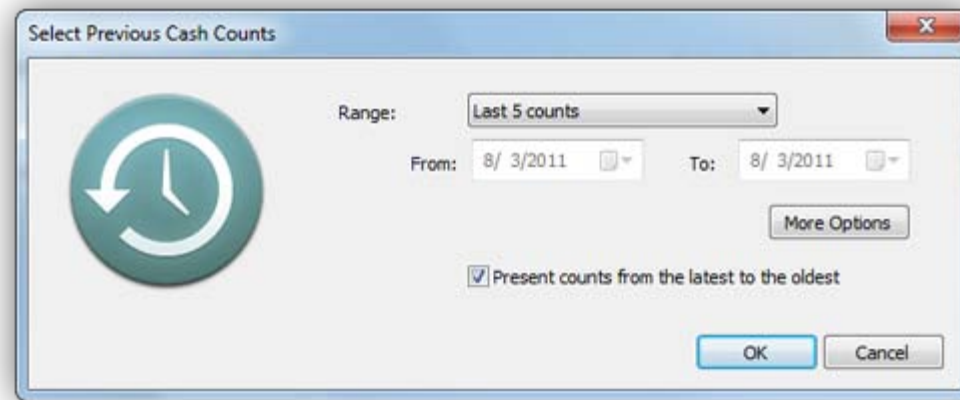 Select Previous Cash Counts
Range: Last 5 counts
From: 8/ 3/2011 To: 8/ 3/2011
More Options
Present counts from the latest to the oldest
OK Cancel